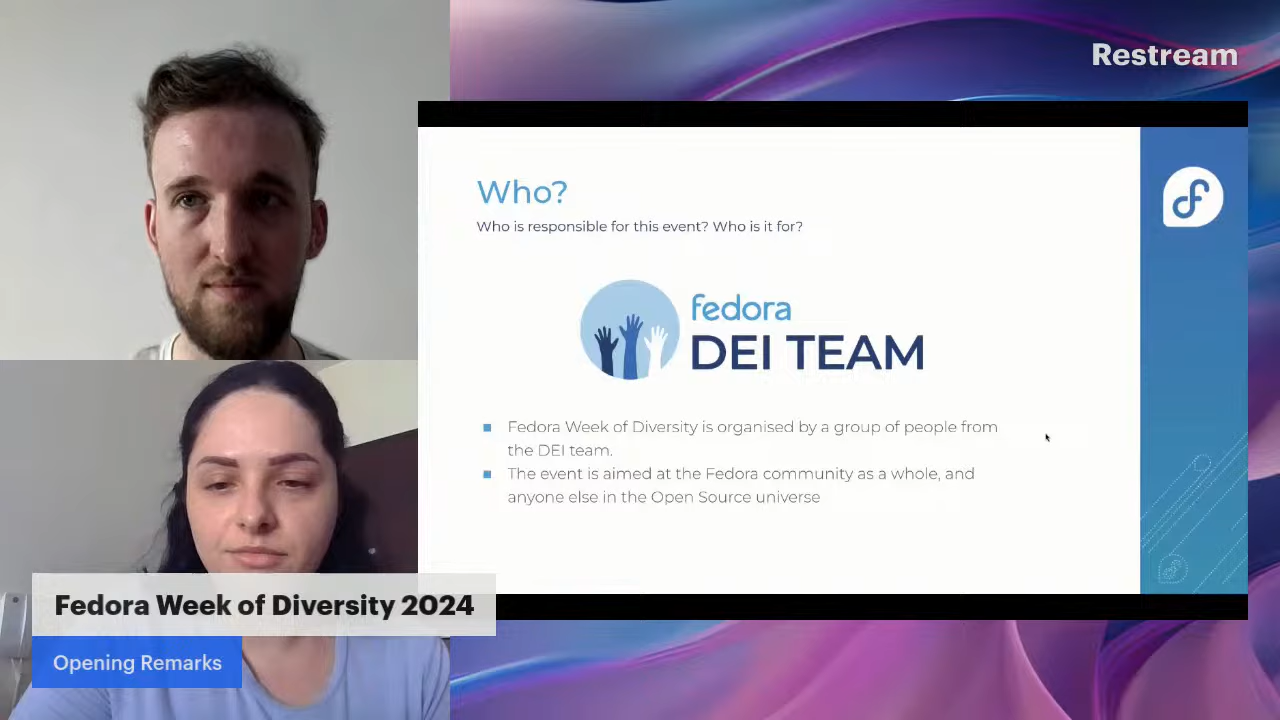 Restream
Who?
Who is responsible for this event? Who is it for?
fedora
DEI TEAM
Fedora Week of Diversity is organised by a group of people from
the DEI team.
The event is aimed at the Fedora community as a whole, and
anyone else in the Open Source universe
Fedora Week of Diversity 2024
Opening Remarks